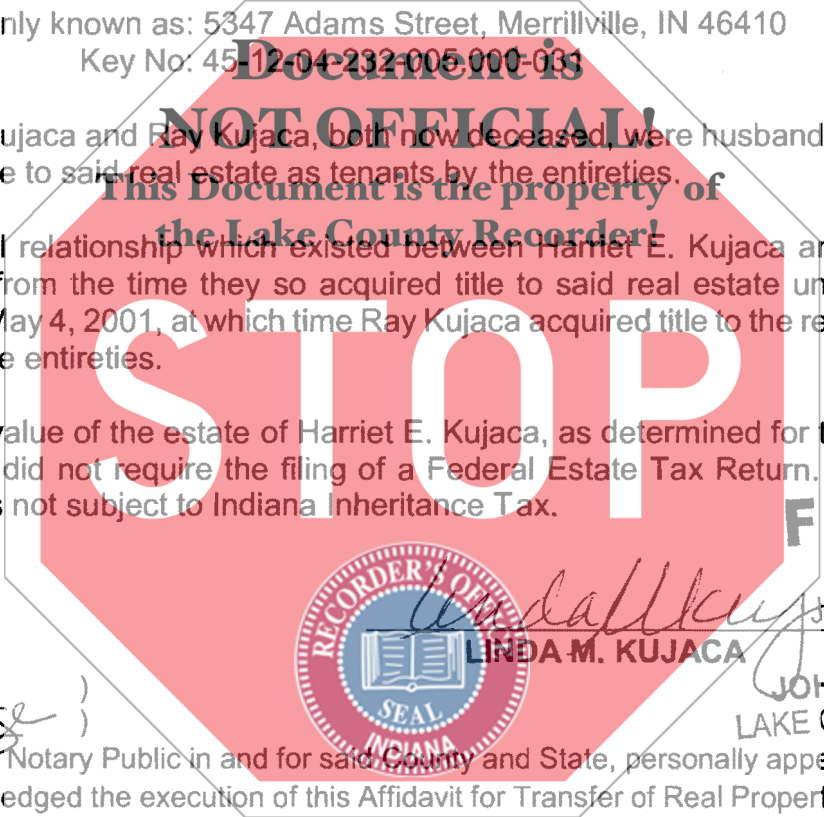 nly known as: 5347 Adams Street, Merrillville, IN 46410
Document is
Key No: 45-12-04-232-005.000-031
NOT OFFICIAL!
ujaca and Ray Kujaca, both now deceased, were husband
e to said real estate as tenants by the entireties.
This Document is the property of
the Lake County Recorder!
l relationship which existed between Harriet E. Kujaca an
from the time they so acquired title to said real estate un
May 4, 2001, at which time Ray Kujaca acquired title to the re
e entireties.
STOP
value of the estate of Harriet E. Kujaca, as determined for t
did not require the filing of a Federal Estate Tax Return.
s not subject to Indiana Inheritance Tax.
F
RECORDER'S OFFICE
SEAL
INDIANA
Linda M Kujaca
LINDA M. KUJACA
JOH
LAKE
Notary Public in and for said County and State, personally appe
edged the execution of this Affidavit for Transfer of Real Propert